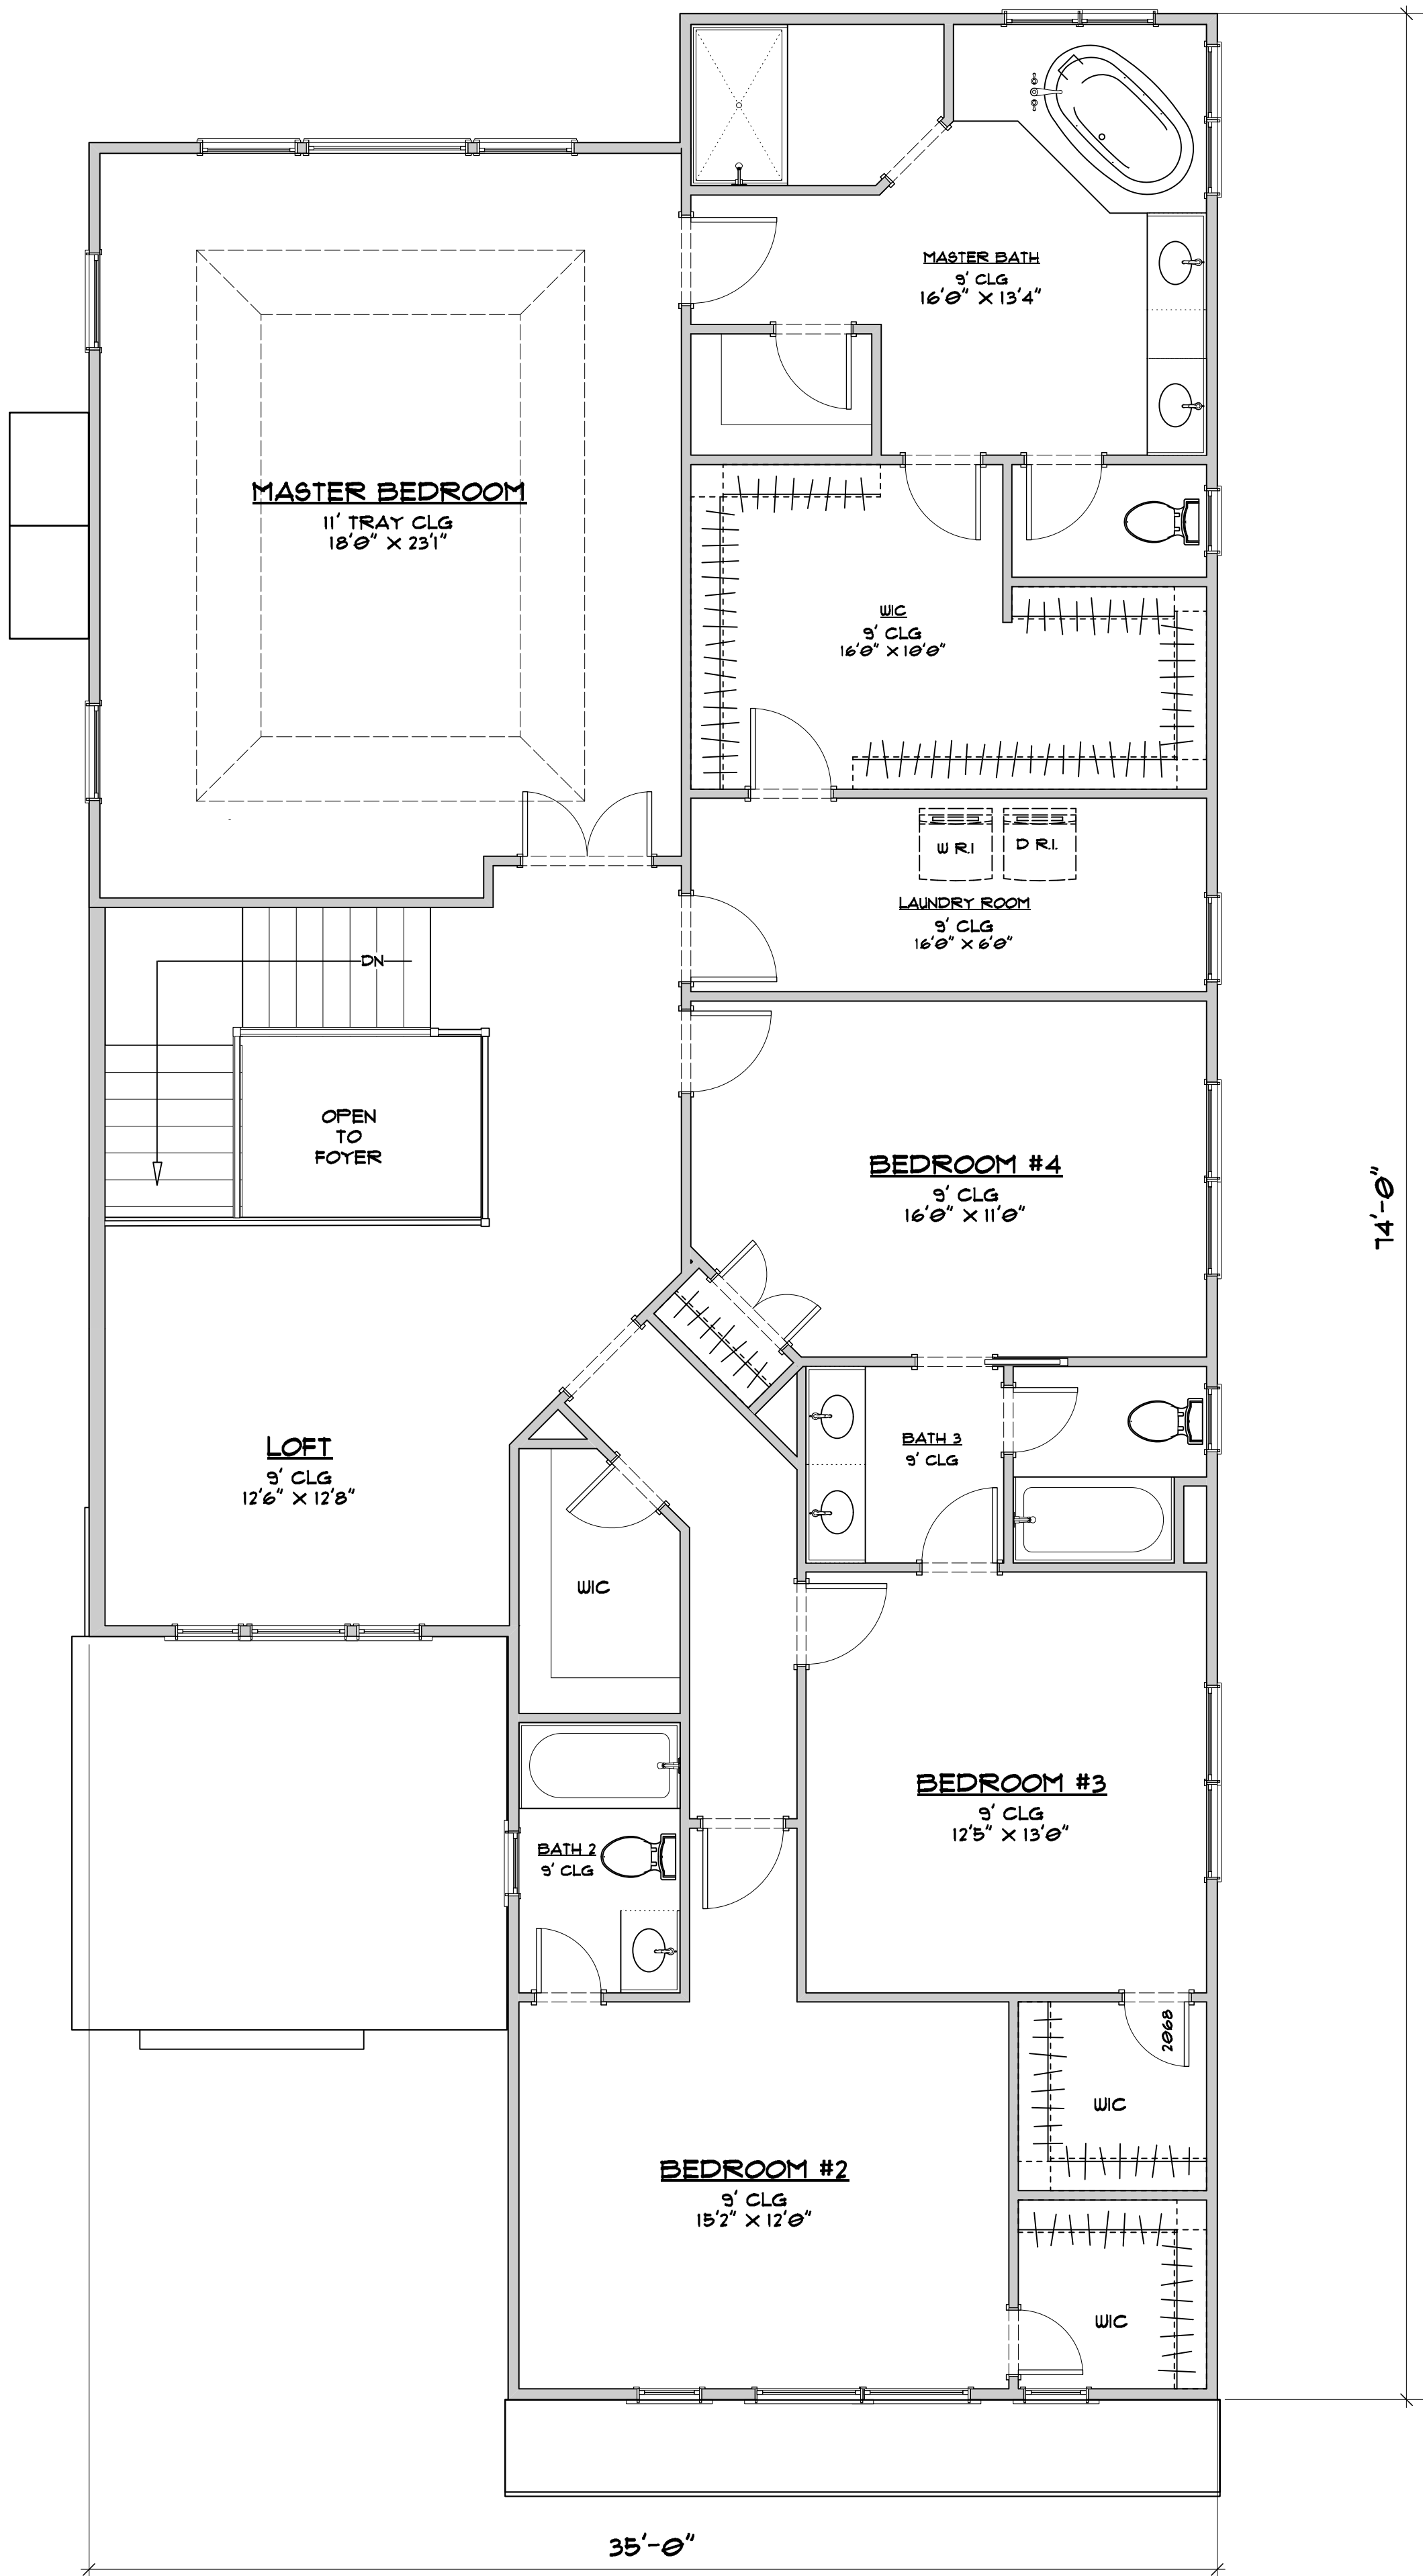 MASTER BATH
9' CLG
16'0" X 13'4"
MASTER BEDROOM
11' TRAY CLG
18'0" X 23'1"
WIC
9' CLG
16'0" X 10'0"
W R.I
D R.I.
LAUNDRY ROOM
9' CLG
16'0" X 6'0"
DN
OPEN
TO
FOYER
BEDROOM #4
9' CLG
16'0" X 11'0"
74'-0"
LOFT
9' CLG
12'6" X 12'8"
BATH 3
9' CLG
WIC
BEDROOM #3
9' CLG
12'5" X 13'0"
BATH 2
9' CLG
2068
WIC
BEDROOM #2
9' CLG
15'2" X 12'0"
WIC
35'-0"